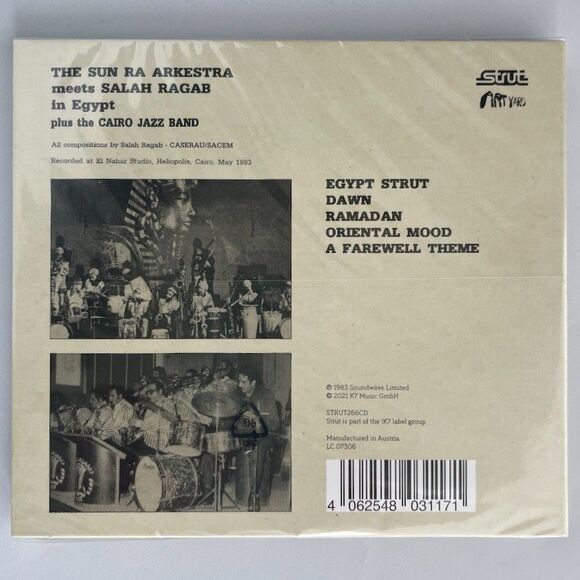 THE SUN RA ARKESTRA
meets SALAH RAGAB
in Egypt
plus the CAIRO JAZZ BAND
All compositions by Salah Ragab - CASERAU/SACEM
Recorded at El Nahar Studio, Heliopolis, Cairo, May 1983
Strut
ART YARD
EGYPT STRUT
DAWN
RAMADAN
ORIENTAL MOOD
A FAREWELL THEME
℗ 1983 Soundwave Limited
© 2021 K7 Music GmbH
STRUT266CD
Strut is part of the !K7 label group
Manufactured in Austria
LC 07306
4 062548 031171